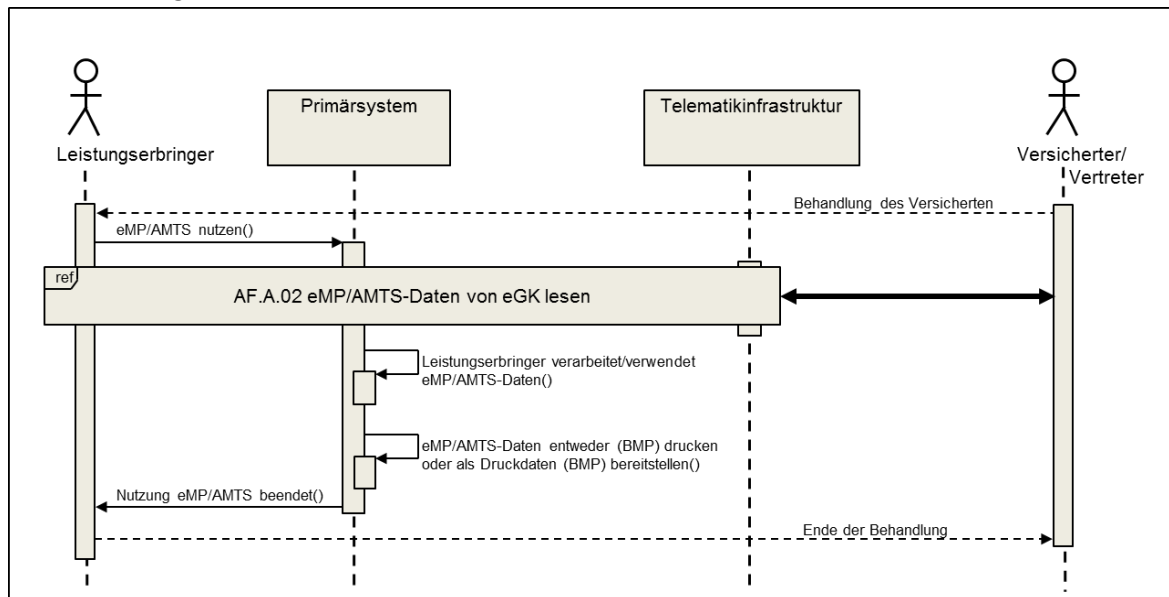 Leistungserbringer
Primärsystem
Telematikinfrastruktur
Versicherter/
Vertreter
Behandlung des Versicherten
eMP/AMTS nutzen()
ref
AF.A.02 eMP/AMTS-Daten von eGK lesen
Leistungserbringer verarbeitet/verwendet
eMP/AMTS-Daten()
eMP/AMTS-Daten entweder (BMP) drucken
oder als Druckdaten (BMP) bereitstellen()
Nutzung eMP/AMTS beendet()
Ende der Behandlung